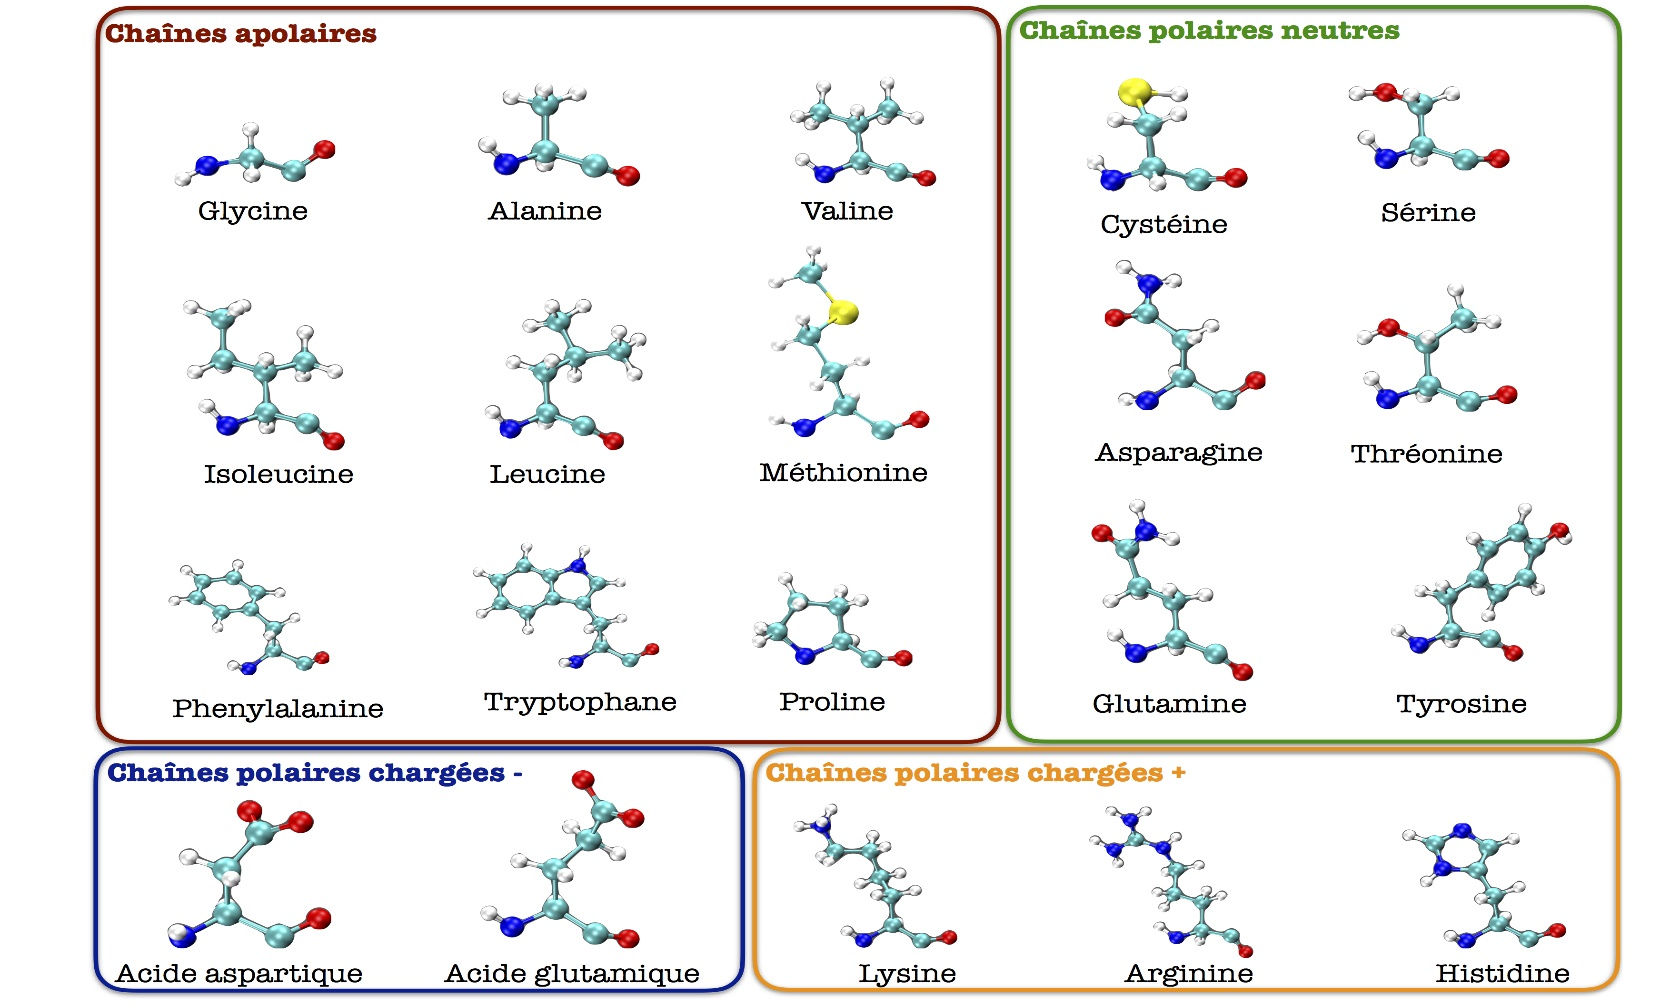 Chaînes apolaires
Glycine
Alanine
Valine
Isoleucine
Leucine
Méthionine
Phenylalanine
Tryptophane
Proline
Chaînes polaires neutres
Cystéine
Sérine
Asparagine
Thréonine
Glutamine
Tyrosine
Chaînes polaires chargées -
Acide aspartique
Acide glutamique
Chaînes polaires chargées +
Lysine
Arginine
Histidine